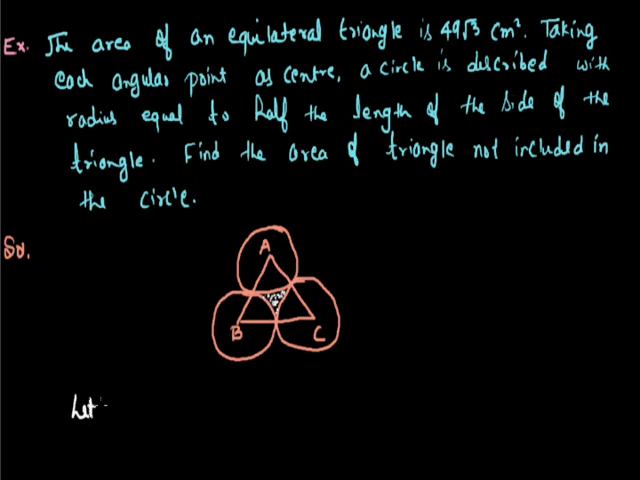 Ex. The area of an equilateral triangle is 49√3 cm². Taking
each angular point as centre, a circle is described with
radius equal to half the length of the side of the
triangle. Find the area of triangle not included in
the circle.
Sol.
A
B C
Let